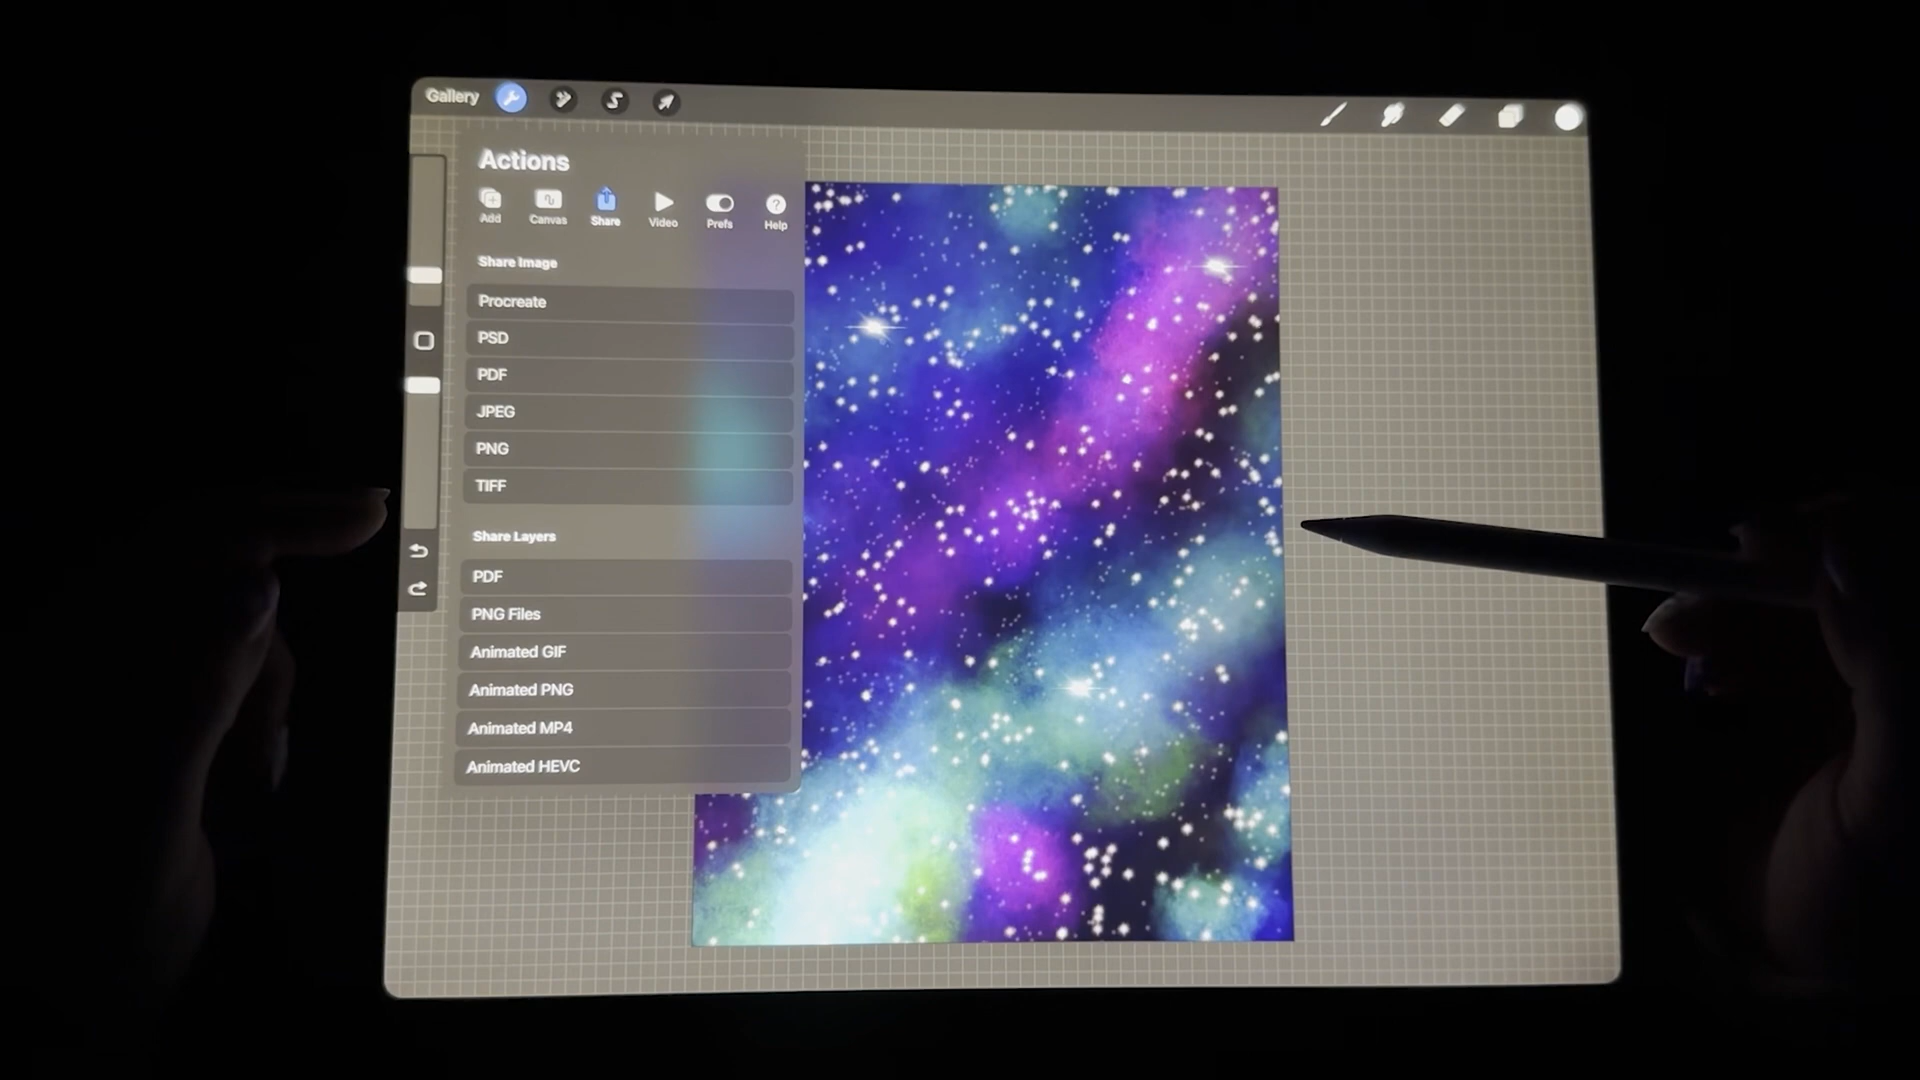 Gallery
Actions
Add
Canvas
Share
Video
Prefs
Help
Share Image
Procreate
PSD
PDF
JPEG
PNG
TIFF
Share Layers
PDF
PNG Files
Animated GIF
Animated PNG
Animated MP4
Animated HEVC